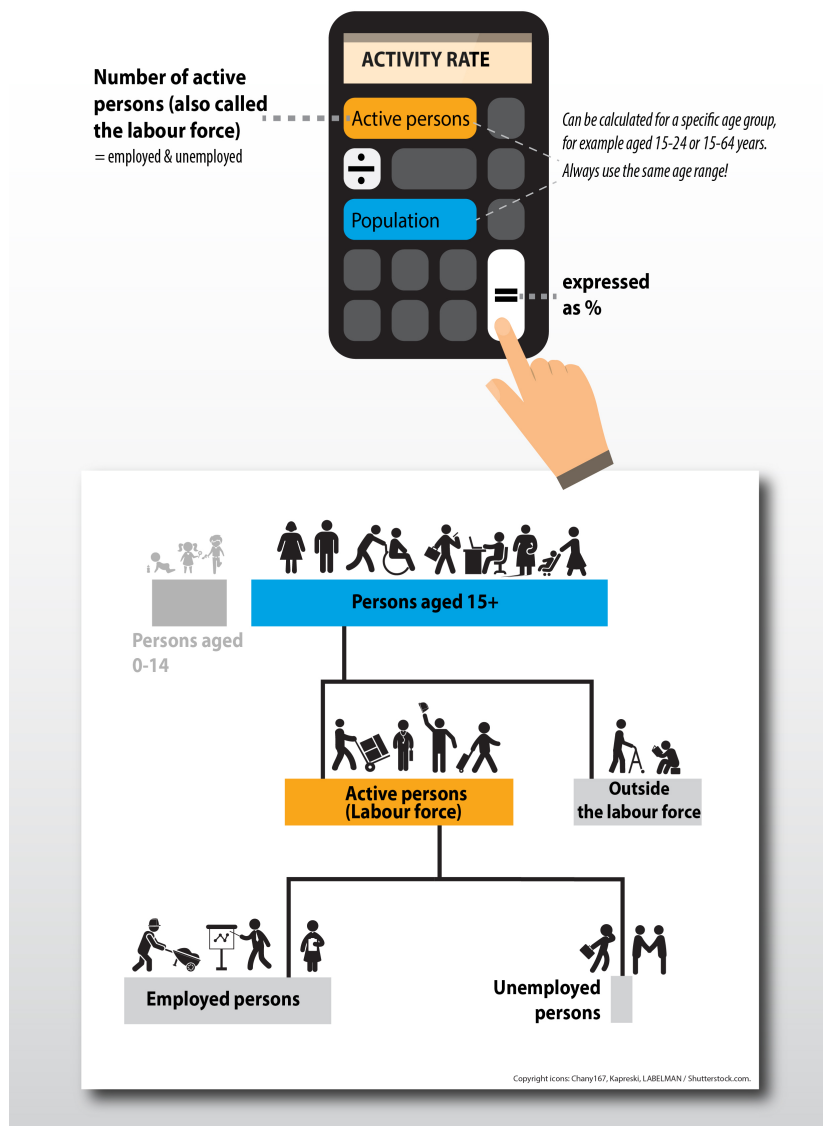 ACTIVITY RATE
Number of active
persons (also called
the labour force)
= employed & unemployed
Active persons
Can be calculated for a specific age group,
for example aged 15-24 or 15-64 years.
Always use the same age range!
÷
Population
=
expressed
as %
Persons aged 15+
Persons aged
0-14
Active persons
(Labour force)
Outside
the labour force
Employed persons
Unemployed
persons
Copyright icons: Chany167, Kapreski, LABELMAN / Shutterstock.com.